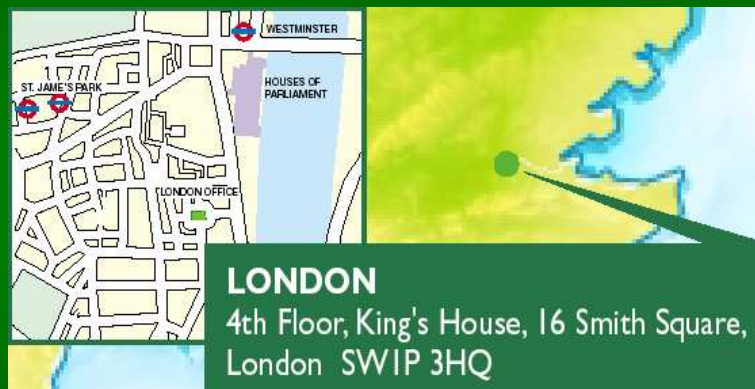 WESTMINSTER
ST. JAME'S PARK
HOUSES OF
PARLIAMENT
LONDON OFFICE
LONDON
4th Floor, King's House, 16 Smith Square,
London SW1P 3HQ